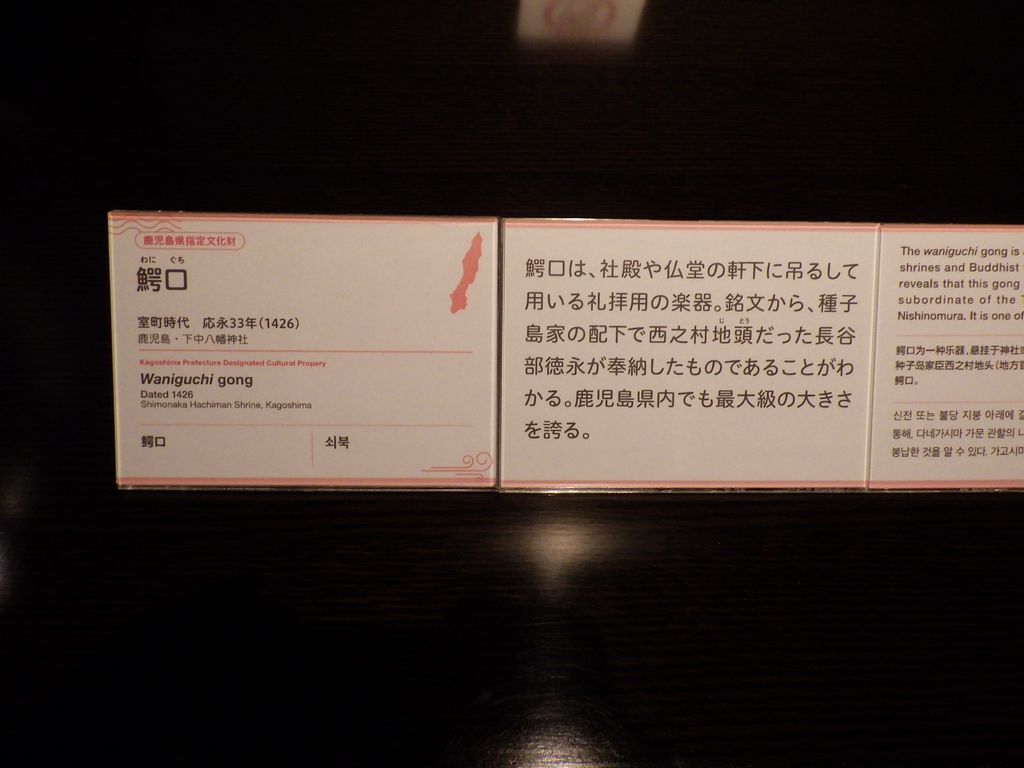 鹿児島県指定文化財
わに ぐち
鰐口
室町時代 応永33年(1426)
鹿児島・下中八幡神社
Kagoshima Prefecture Designated Cultural Propery
Waniguchi gong
Dated 1426
Shimonaka Hachiman Shrine, Kagoshima
鳄口
쇠북
鰐口は、社殿や仏堂の軒下に吊るして
用いる礼拝用の楽器。銘文から、種子
じ とう
島家の配下で西之村地頭だった長谷
部徳永が奉納したものであることがわ
かる。鹿児島県内でも最大級の大きさ
を誇る。
The waniguchi gong is
shrines and Buddhist
reveals that this gong
subordinate of the
Nishinomura. It is one of
鳄口为一种乐器,悬挂于神社
种子岛家臣西之村地头(地方
鳄口。
신전 또는 불당 지붕 아래에
통해, 다네가시마 가문 관할의
봉납한 것을 알 수 있다. 가고시마